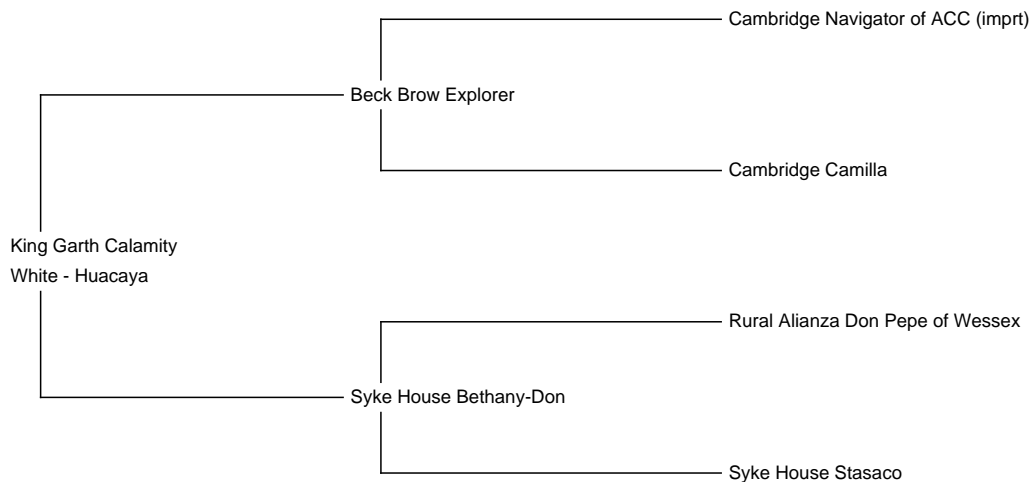 Cambridge Navigator of ACC (imprt)
Beck Brow Explorer
Cambridge Camilla
King Garth Calamity
White - Huacaya
Rural Alianza Don Pepe of Wessex
Syke House Bethany-Don
Syke House Stasaco